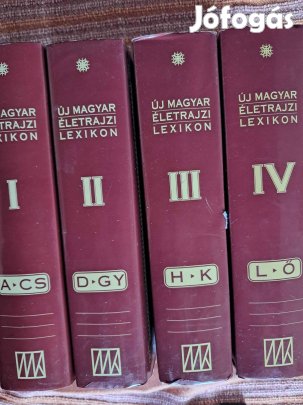 Jófogás
ÚJ MAGYAR
ÉLETRAJZI
LEXIKON
I
A CS
ÚJ MAGYAR
ÉLETRAJZI
LEXIKON
II
D GY
ÚJ MAGYAR
ÉLETRAJZI
LEXIKON
III
H K
ÚJ MAGYAR
ÉLETRAJZI
LEXIKON
IV
L Ő